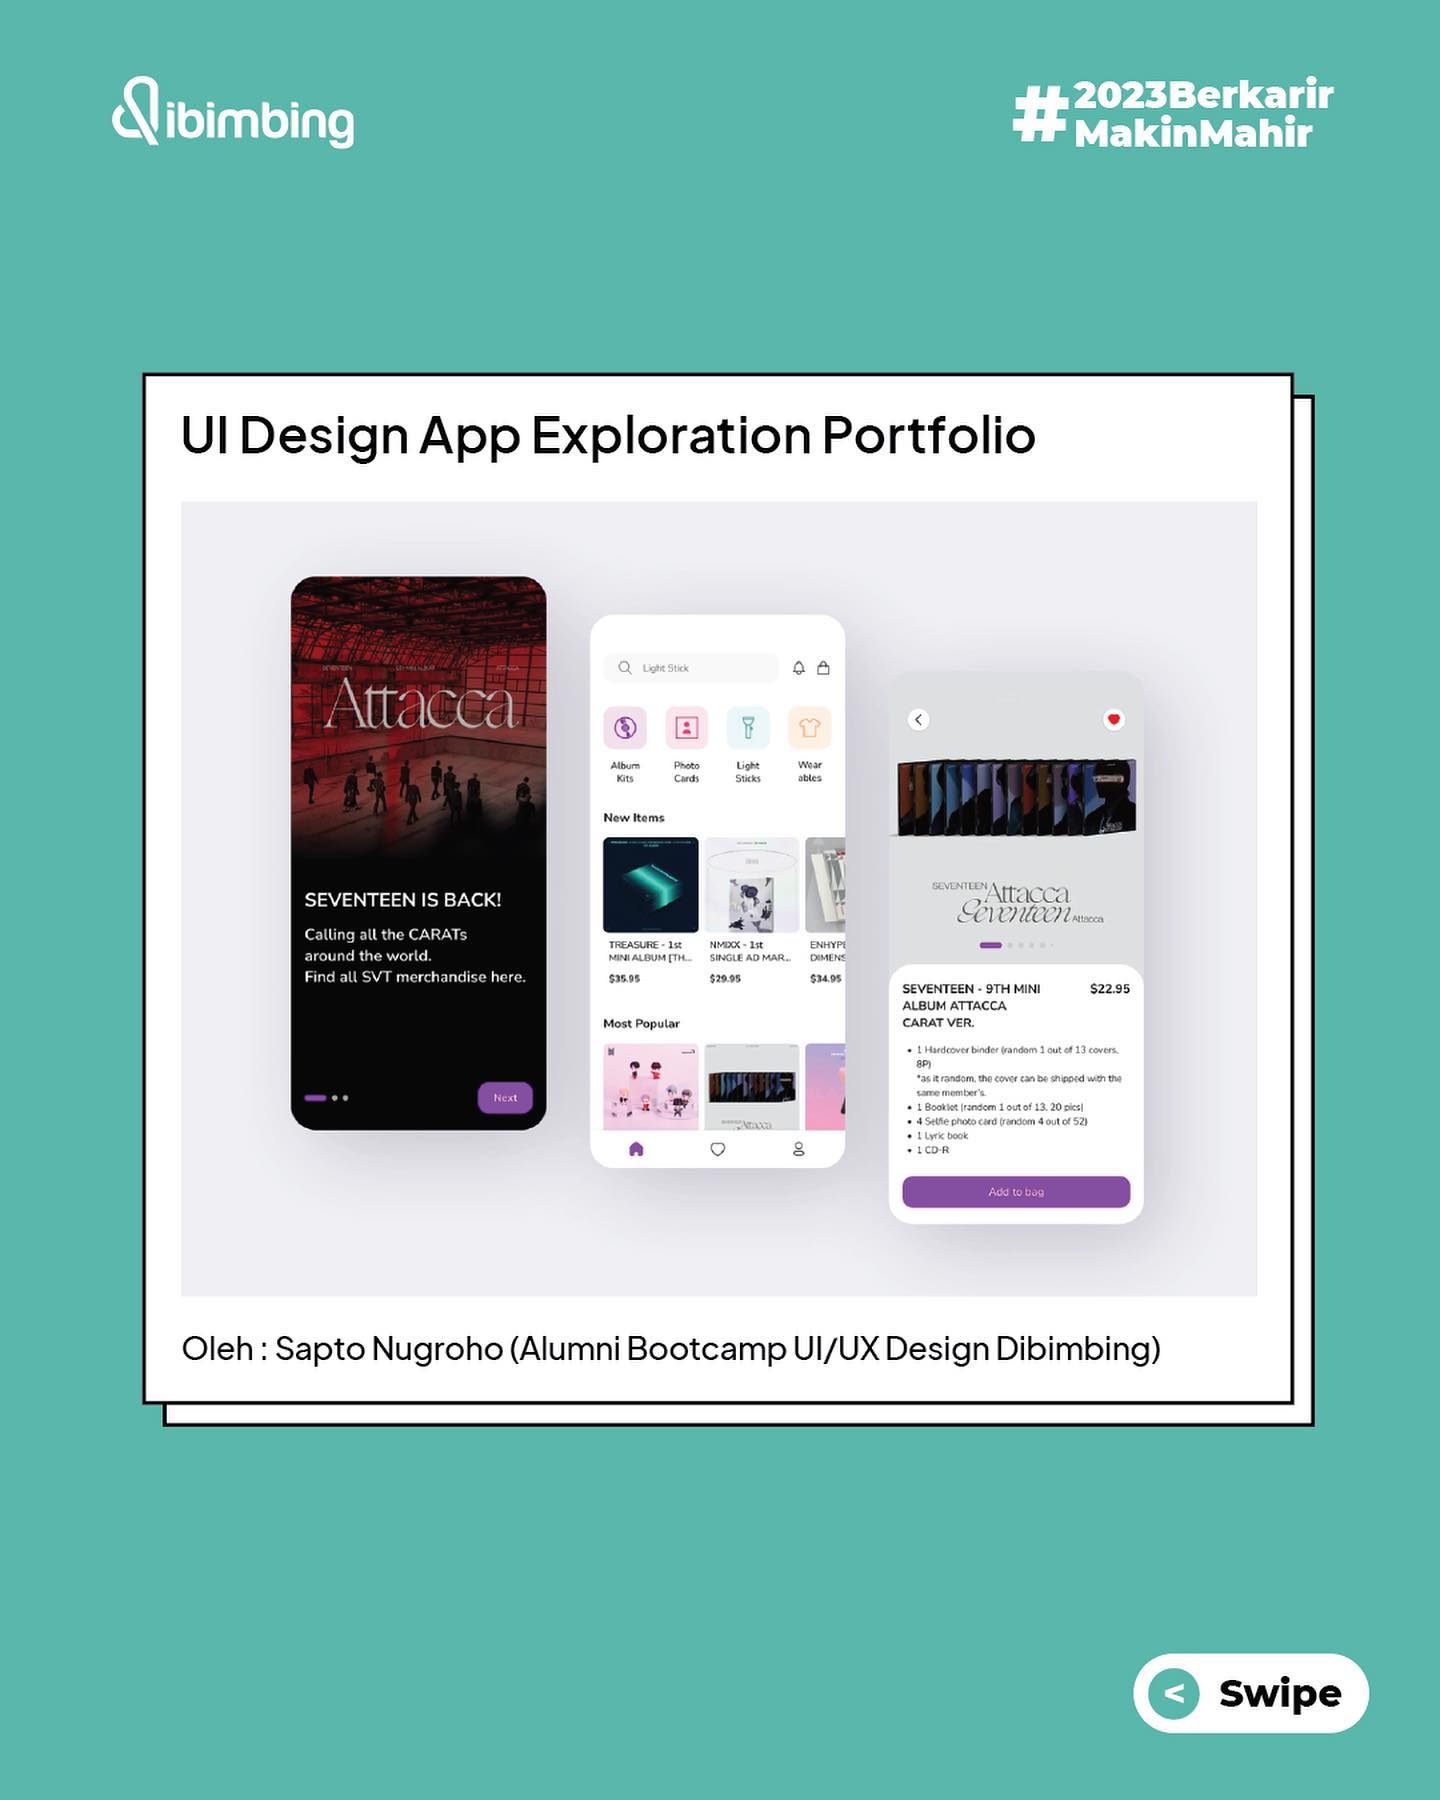 Dibimbing
#2023Berkarir
MakinMahir
UI Design App Exploration Portfolio
SEVENTEEN
ATTACCA
Attacca
SEVENTEEN IS BACK!
Calling all the CARATs
around the world.
Find all SVT merchandise here.
Next
Light Stick
Album
Kits
Photo
Cards
Light
Sticks
Wear
ables
New Items
TREASURE - 1st
MINI ALBUM [TH...
$35.95
NMIXX - 1st
SINGLE AD MAR...
$29.95
ENHYPE
DIMENS
$34.95
Most Popular
Attacca
SEVENTEEN Attacca
Seventeen Attacca
SEVENTEEN - 9TH MINI
ALBUM ATTACCA
CARAT VER.
$22.95
• 1 Hardcover binder (random 1 out of 13 covers,
8P)
*as it random, the cover can be shipped with the
same member's.
• 1 Booklet (random 1 out of 13, 20 pics)
• 4 Selfie photo card (random 4 out of 52)
• 1 Lyric book
• 1 CD-R
Add to bag
Oleh : Sapto Nugroho (Alumni Bootcamp UI/UX Design Dibimbing)
< Swipe